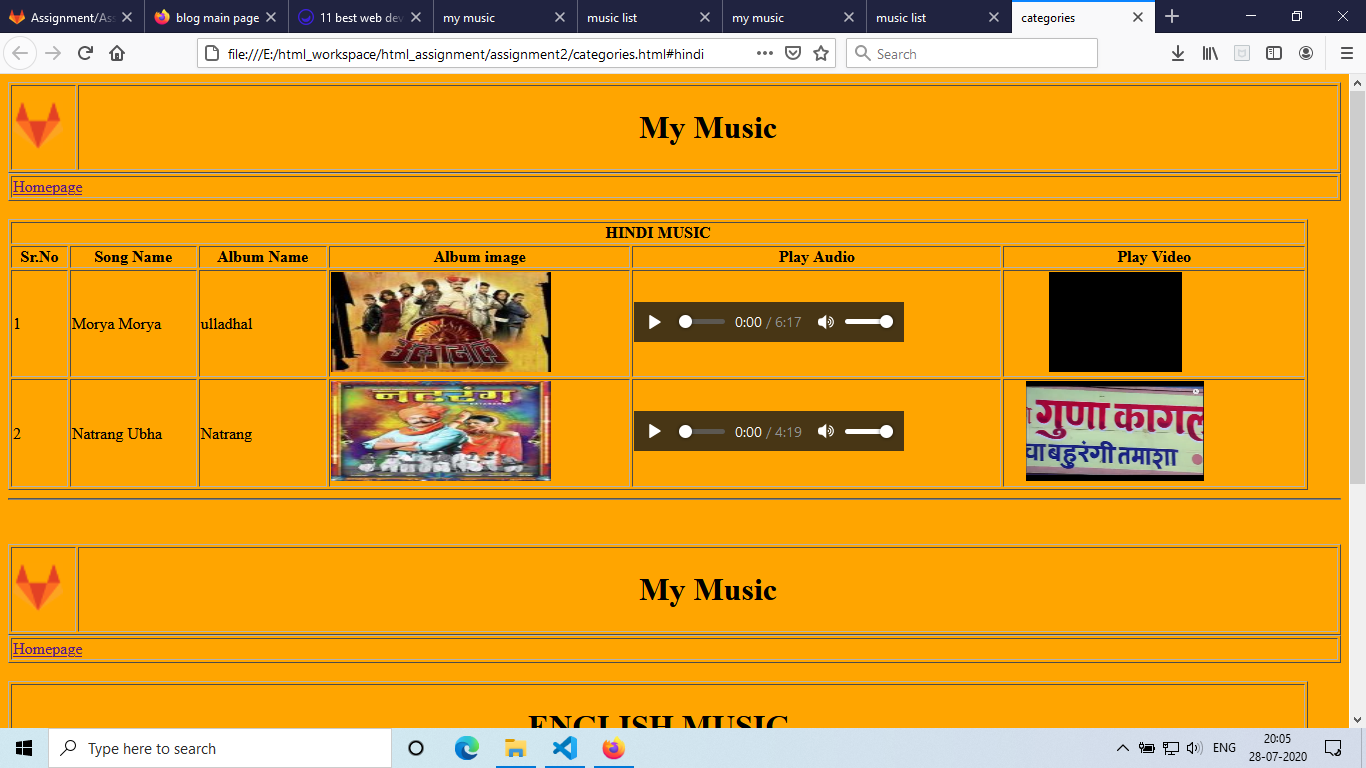 Assignment/As
blog main page
11 best web dev
my music
music list
my music
music list
categories
file:///E:/html_workspace/html_assignment/assignment2/categories.html#hindi
Search
My Music
Homepage
HINDI MUSIC
Sr.No Song Name Album Name Album image Play Audio Play Video
1 Morya Morya ulladhal
उलाढाल
0:00 / 6:17
2 Natrang Ubha Natrang
नटरंग
0:00 / 4:19
गुणा कागल
चा बहुरंगी तमाशा
My Music
Homepage
ENGLISH MUSIC
Type here to search
ENG
20:05
28-07-2020